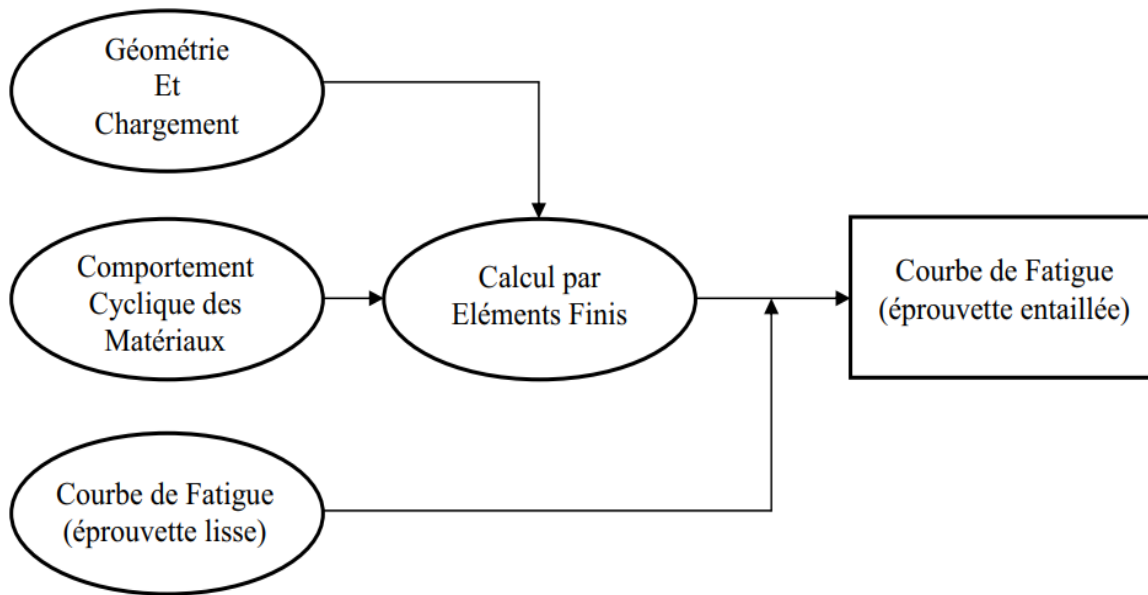 Géométrie
Et
Chargement
Comportement
Cyclique des
Matériaux
Calcul par
Eléments Finis
Courbe de Fatigue
(éprouvette entaillée)
Courbe de Fatigue
(éprouvette lisse)